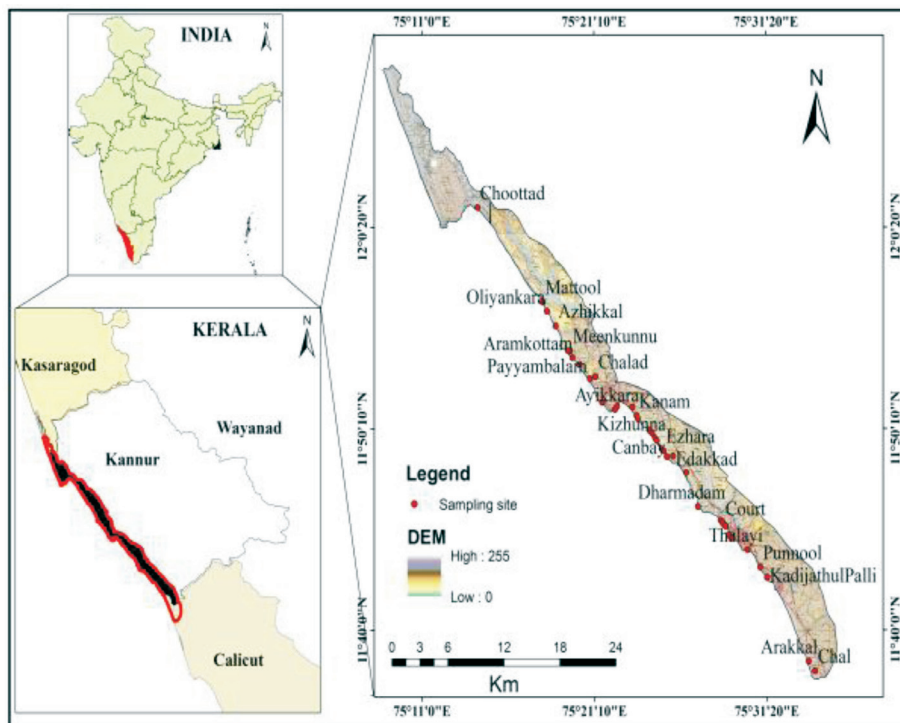 INDIA
N
KERALA
N
Kasaragod
Wayanad
Kannur
Calicut
75°11'0"E
75°21'10"E
75°31'20"E
N
12°0'20"N
12°0'20"N
Choottad
Mattool
Oliyankara
Azhikkal
Meenkunnu
Aramkottam
Payyambalam
Chalad
Ayikkara
Kanam
Kizhunna
11°50'10"N
11°50'10"N
Ezhara
Canbay
Edakkad
Dharmadam
Court
Thalayi
Punnool
KadijathulPalli
11°40'0"N
11°40'0"N
Arakkal
Chal
Legend
Sampling site
DEM
High : 255
Low : 0
0 3 6 12 18 24
Km
75°11'0"E
75°21'10"E
75°31'20"E